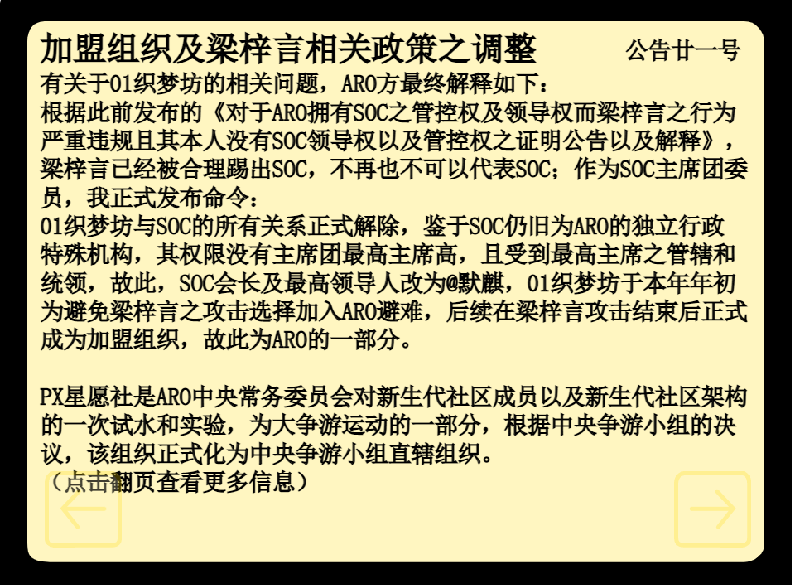 加盟组织及梁梓言相关政策之调整
公告廿一号
有关于01织梦坊的相关问题，ARO方最终解释如下：
根据此前发布的《对于ARO拥有SOC之管控权及领导权而梁梓言之行为
严重违规且其本人没有SOC领导权以及管控权之证明公告以及解释》，
梁梓言已经被合理踢出SOC，不再也不可以代表SOC；作为SOC主席团委
员，我正式发布命令：
01织梦坊与SOC的所有关系正式解除，鉴于SOC仍旧为ARO的独立行政
特殊机构，其权限没有主席团最高主席高，且受到最高主席之管辖和
统领，故此，SOC会长及最高领导人改为@默麒，01织梦坊于本年年初
为避免梁梓言之攻击选择加入ARO避难，后续在梁梓言攻击结束后正式
成为加盟组织，故此为ARO的一部分。
PX星愿社是ARO中央常务委员会对新生代社区成员以及新生代社区架构
的一次试水和实验，为大争游运动的一部分，根据中央争游小组的决
议，该组织正式化为中央争游小组直辖组织。
（点击翻页查看更多信息）